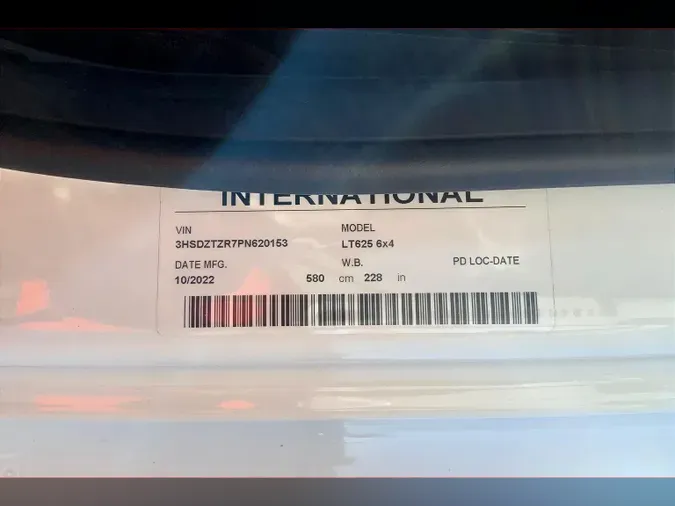 INTERNATIONAL
VIN MODEL
3HSDZTZR7PN620153 LT625 6x4
DATE MFG. W.B. PD LOC-DATE
10/2022 580 cm 228 in